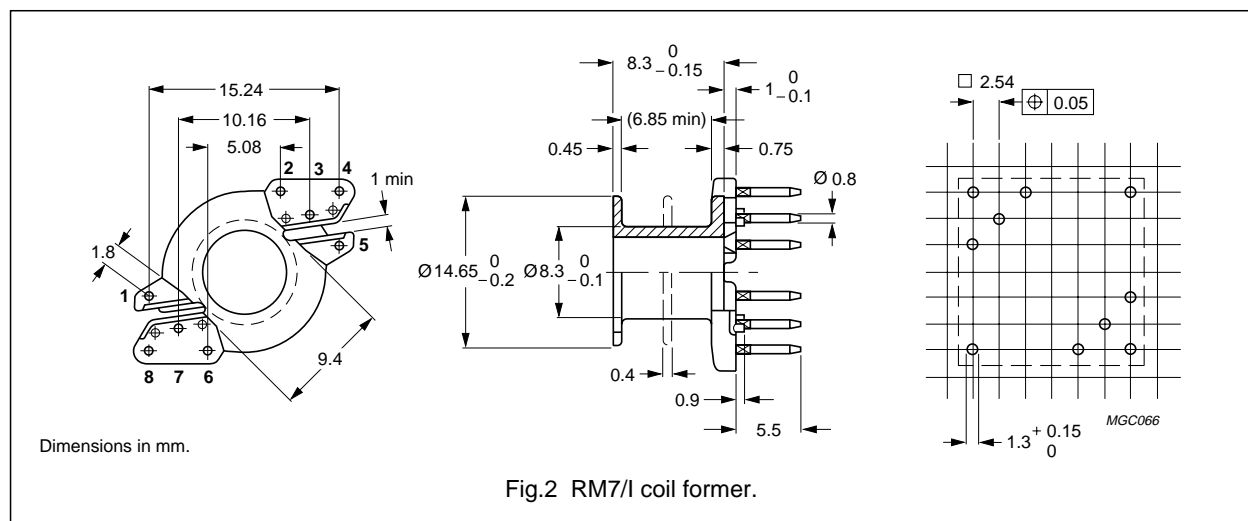 15.24
10.16
5.08
2 3 4
1 min
5
1.8
1
8 7 6
9.4
Dimensions in mm.
8.3 0 −0.15
1 0 −0.1
(6.85 min)
0.45
0.75
Ø 0.8
Ø 14.65 0 −0.2
Ø 8.3 0 −0.1
0.4
0.9
5.5
□ 2.54
⌖ 0.05
MGC066
1.3 + 0.15 0
Fig.2 RM7/I coil former.